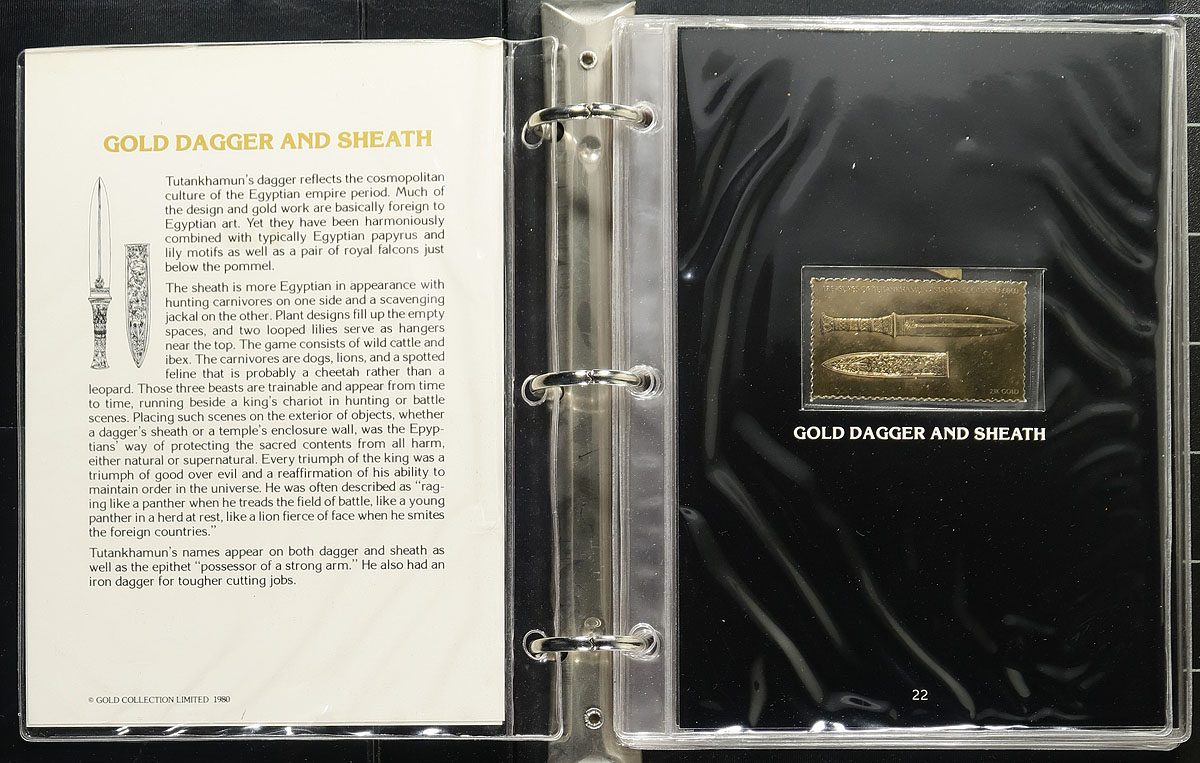 GOLD DAGGER AND SHEATH
Tutankhamun's dagger reflects the cosmopolitan
culture of the Egyptian empire period. Much of
the design and gold work are basically foreign to
Egyptian art. Yet they have been harmoniously
combined with typically Egyptian papyrus and
lily motifs as well as a pair of royal falcons just
below the pommel.
The sheath is more Egyptian in appearance with
hunting carnivores on one side and a scavenging
jackal on the other. Plant designs fill up the empty
spaces, and two looped lilies serve as hangers
near the top. The game consists of wild cattle and
ibex. The carnivores are dogs, lions, and a spotted
feline that is probably a cheetah rather than a
leopard. Those three beasts are trainable and appear from time
to time, running beside a king's chariot in hunting or battle
scenes. Placing such scenes on the exterior of objects, whether
a dagger's sheath or a temple's enclosure wall, was the Epyp-
tians' way of protecting the sacred contents from all harm,
either natural or supernatural. Every triumph of the king was a
triumph of good over evil and a reaffirmation of his ability to
maintain order in the universe. He was often described as "rag-
ing like a panther when he treads the field of battle, like a young
panther in a herd at rest, like a lion fierce of face when he smites
the foreign countries."
Tutankhamun's names appear on both dagger and sheath as
well as the epithet "possessor of a strong arm." He also had an
iron dagger for tougher cutting jobs.
© GOLD COLLECTION LIMITED 1980
TREASURES OF TUTANKHAMUN
23K GOLD
GOLD DAGGER AND SHEATH
22